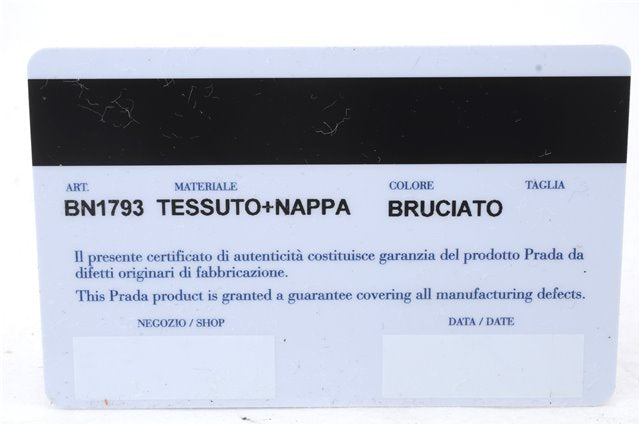 ART. MATERIALE COLORE TAGLIA
BN1793 TESSUTO+NAPPA BRUCIATO
Il presente certificato di autenticità costituisce garanzia del prodotto Prada da
difetti originari di fabbricazione.
This Prada product is granted a guarantee covering all manufacturing defects.
NEGOZIO / SHOP DATA / DATE